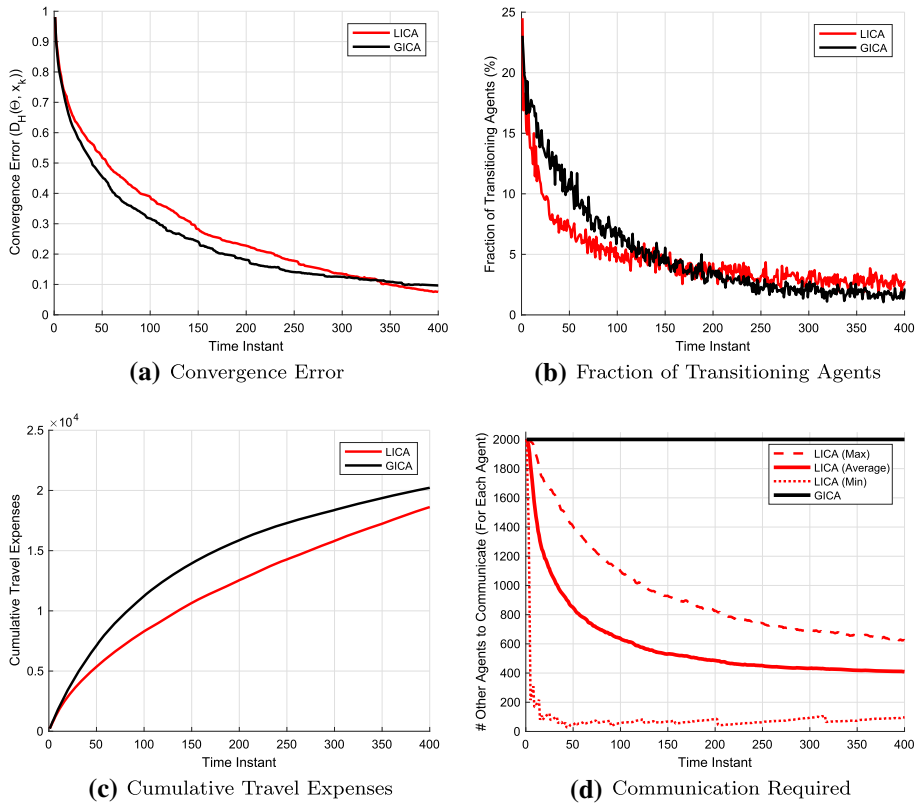 1
0.9
0.8
0.7
0.6
0.5
0.4
0.3
0.2
0.1
0
0 50 100 150 200 250 300 350 400
Convergence Error (D_H(Θ, x_k))
Time Instant
LICA
GICA
(a) Convergence Error
25
20
15
10
5
0
0 50 100 150 200 250 300 350 400
Fraction of Transitioning Agents (%)
Time Instant
LICA
GICA
(b) Fraction of Transitioning Agents
×10⁴
2.5
2
1.5
1
0.5
0
0 50 100 150 200 250 300 350 400
Cumulative Travel Expenses
Time Instant
LICA
GICA
(c) Cumulative Travel Expenses
2000
1800
1600
1400
1200
1000
800
600
400
200
0
0 50 100 150 200 250 300 350 400
# Other Agents to Communicate (For Each Agent)
Time Instant
LICA (Max)
LICA (Average)
LICA (Min)
GICA
(d) Communication Required